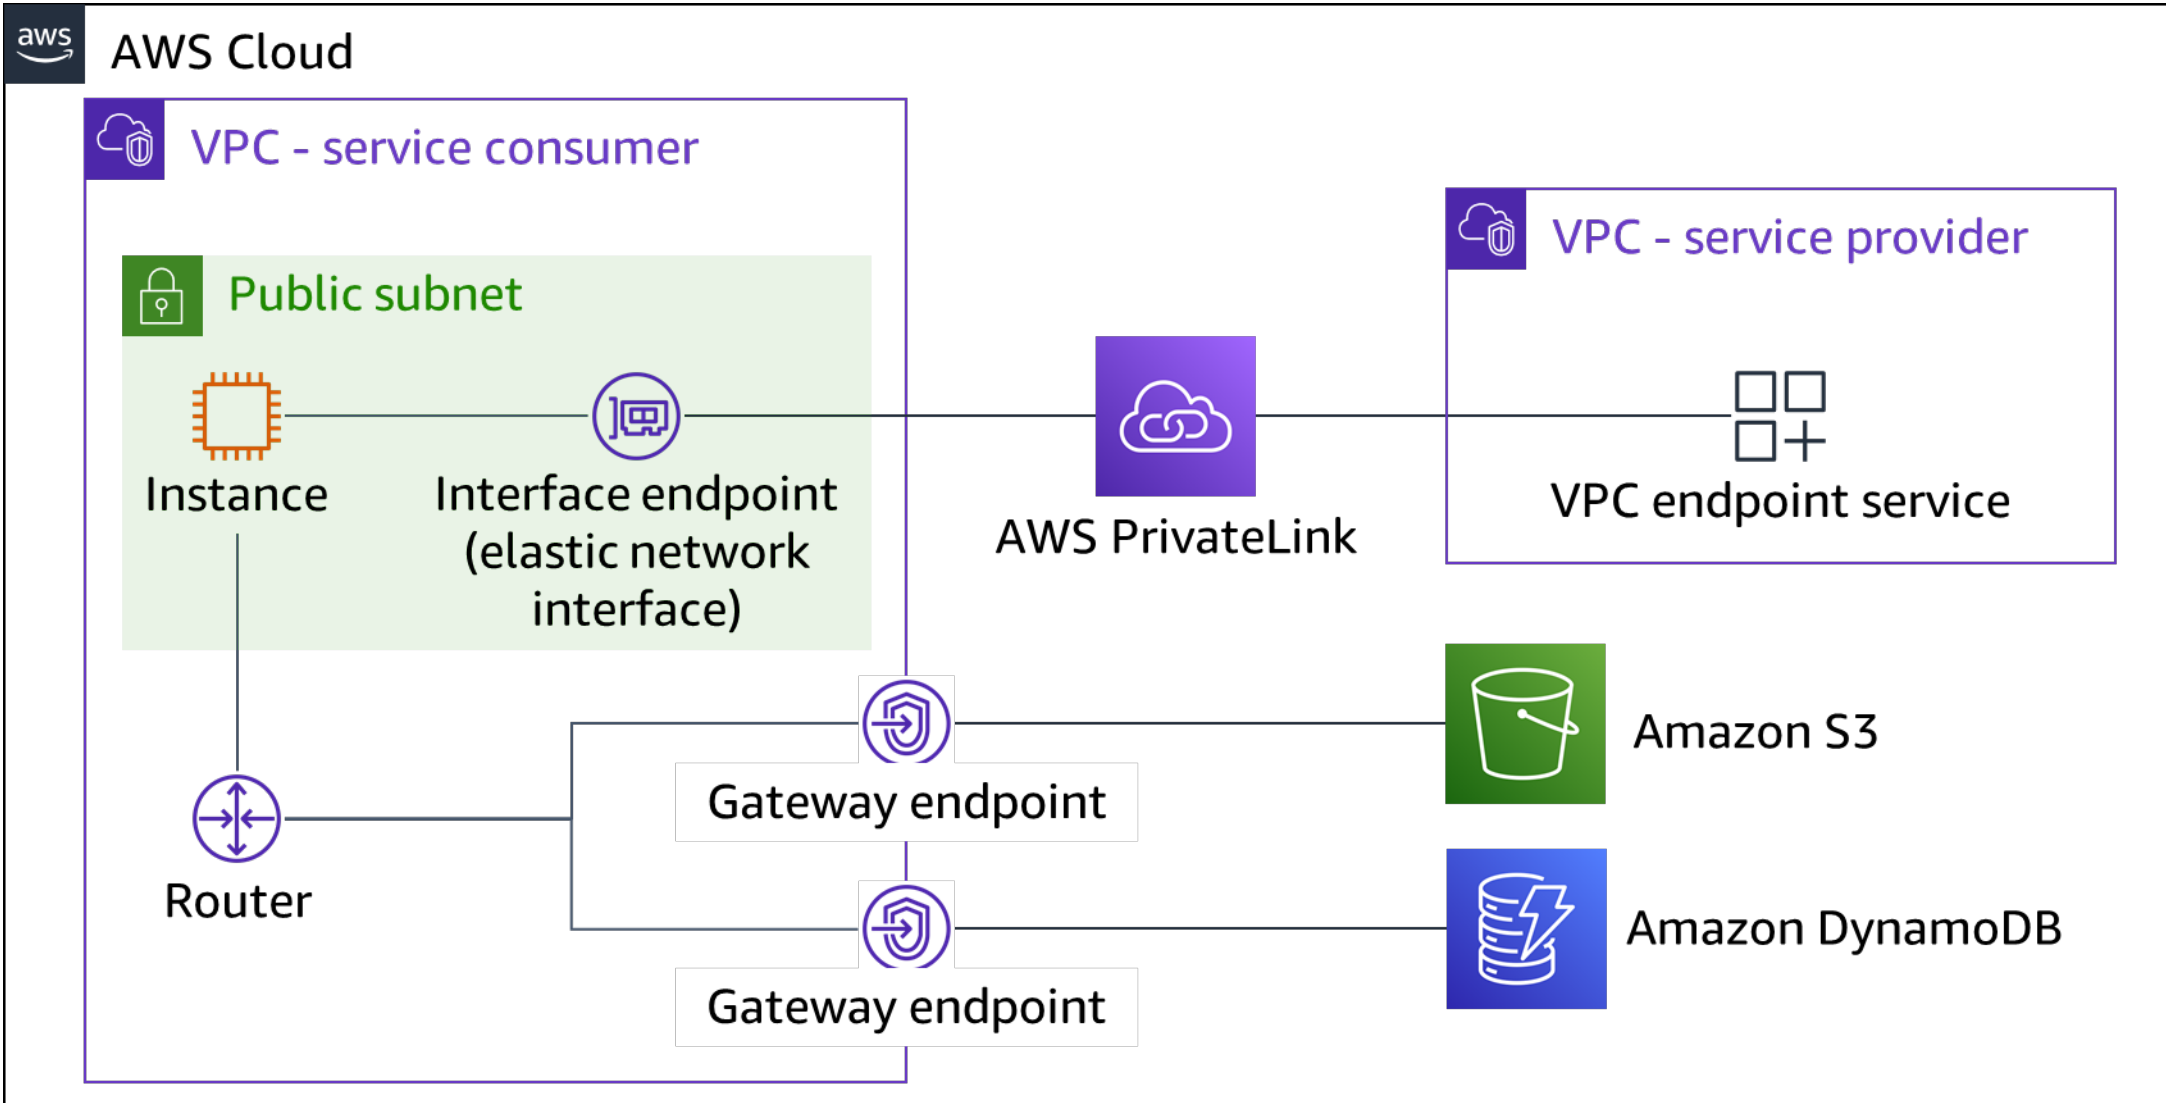 aws
AWS Cloud
VPC - service consumer
VPC - service provider
Public subnet
Instance
Interface endpoint
(elastic network
interface)
AWS PrivateLink
VPC endpoint service
Gateway endpoint
Amazon S3
Router
Gateway endpoint
Amazon DynamoDB